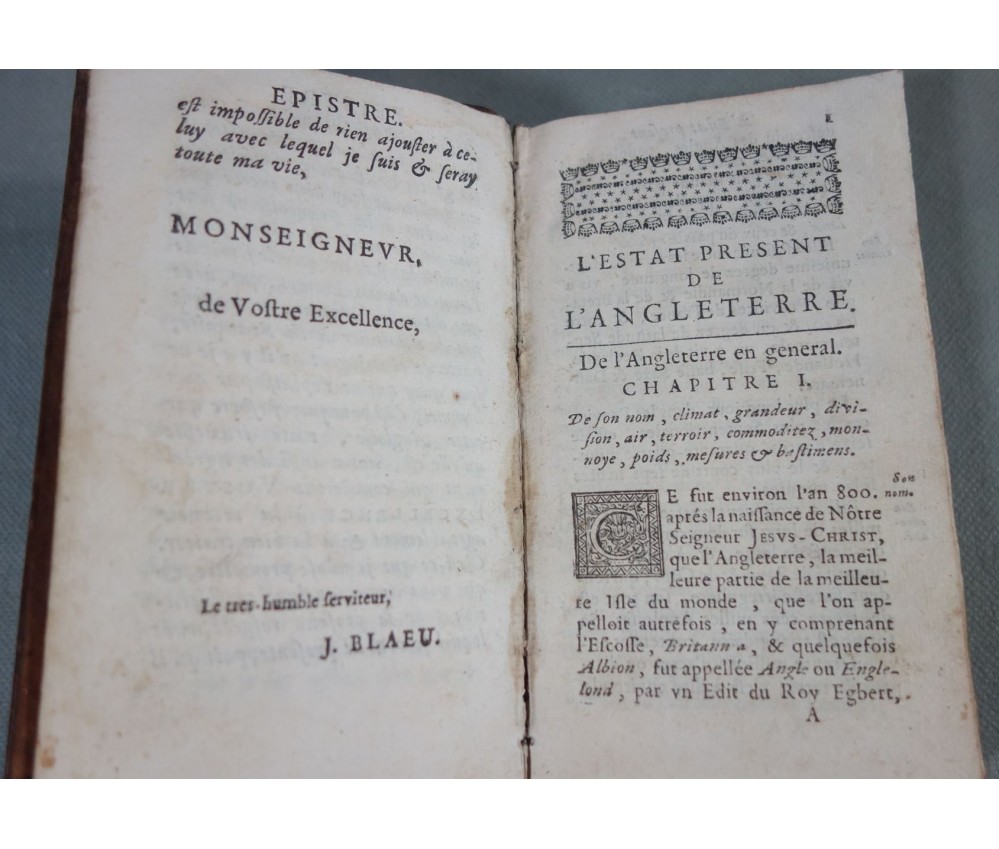 EPISTRE.
eſt impoſſible de rien ajouſter à ce-
luy avec lequel je ſuis & ſeray
toute ma vie,
MONSEIGNEVR,
de Voſtre Excellence,
Le tres-humble ſerviteur,
J. BLAEU.
L'ESTAT PRESENT
DE
L'ANGLETERRE.
De l'Angleterre en general.
CHAPITRE I.
De ſon nom, climat, grandeur, divi-
ſion, air, terroir, commoditez, mon-
noye, poids, meſures & baſtimens.
Son
nom.
CE fut environ l'an 800.
aprés la naiſſance de Nôtre
Seigneur JESVS-CHRIST,
que l'Angleterre, la meil-
leure partie de la meilleu-
re Iſle du monde, que l'on ap-
pelloit autrefois, en y comprenant
l'Eſcoſſe, Britann a, & quelquefois
Albion, fut appellée Angle ou Engle-
lond, par vn Edit du Roy Egbert,
A